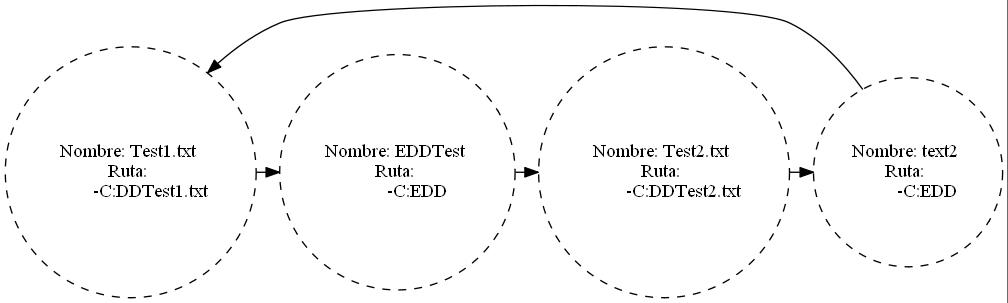 Nombre: Test1.txt
Ruta:
-C:DDTest1.txt
Nombre: EDDTest
Ruta:
-C:EDD
Nombre: Test2.txt
Ruta:
-C:DDTest2.txt
Nombre: text2
Ruta:
-C:EDD